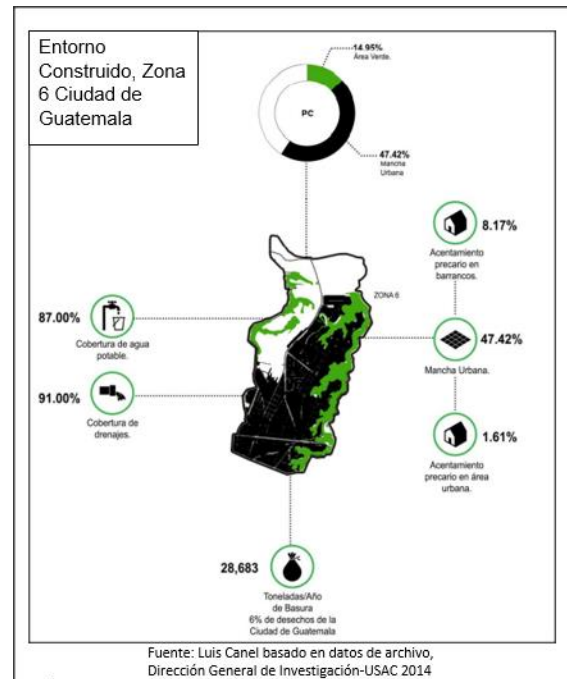 Entorno
Construido, Zona
6 Ciudad de
Guatemala
14.95%
Área Verde.
PC
47.42%
Mancha
Urbana
8.17%
Acentamiento
precario en
barrancos.
ZONA 6
87.00%
Cobertura de agua
potable.
47.42%
Mancha Urbana.
91.00%
Cobertura de
drenajes.
1.61%
Acentamiento
precario en área
urbana.
28,683
Toneladas/Año
de Basura
6% de desechos de la
Ciudad de Guatemala
Fuente: Luis Canel basado en datos de archivo,
Dirección General de Investigación-USAC 2014